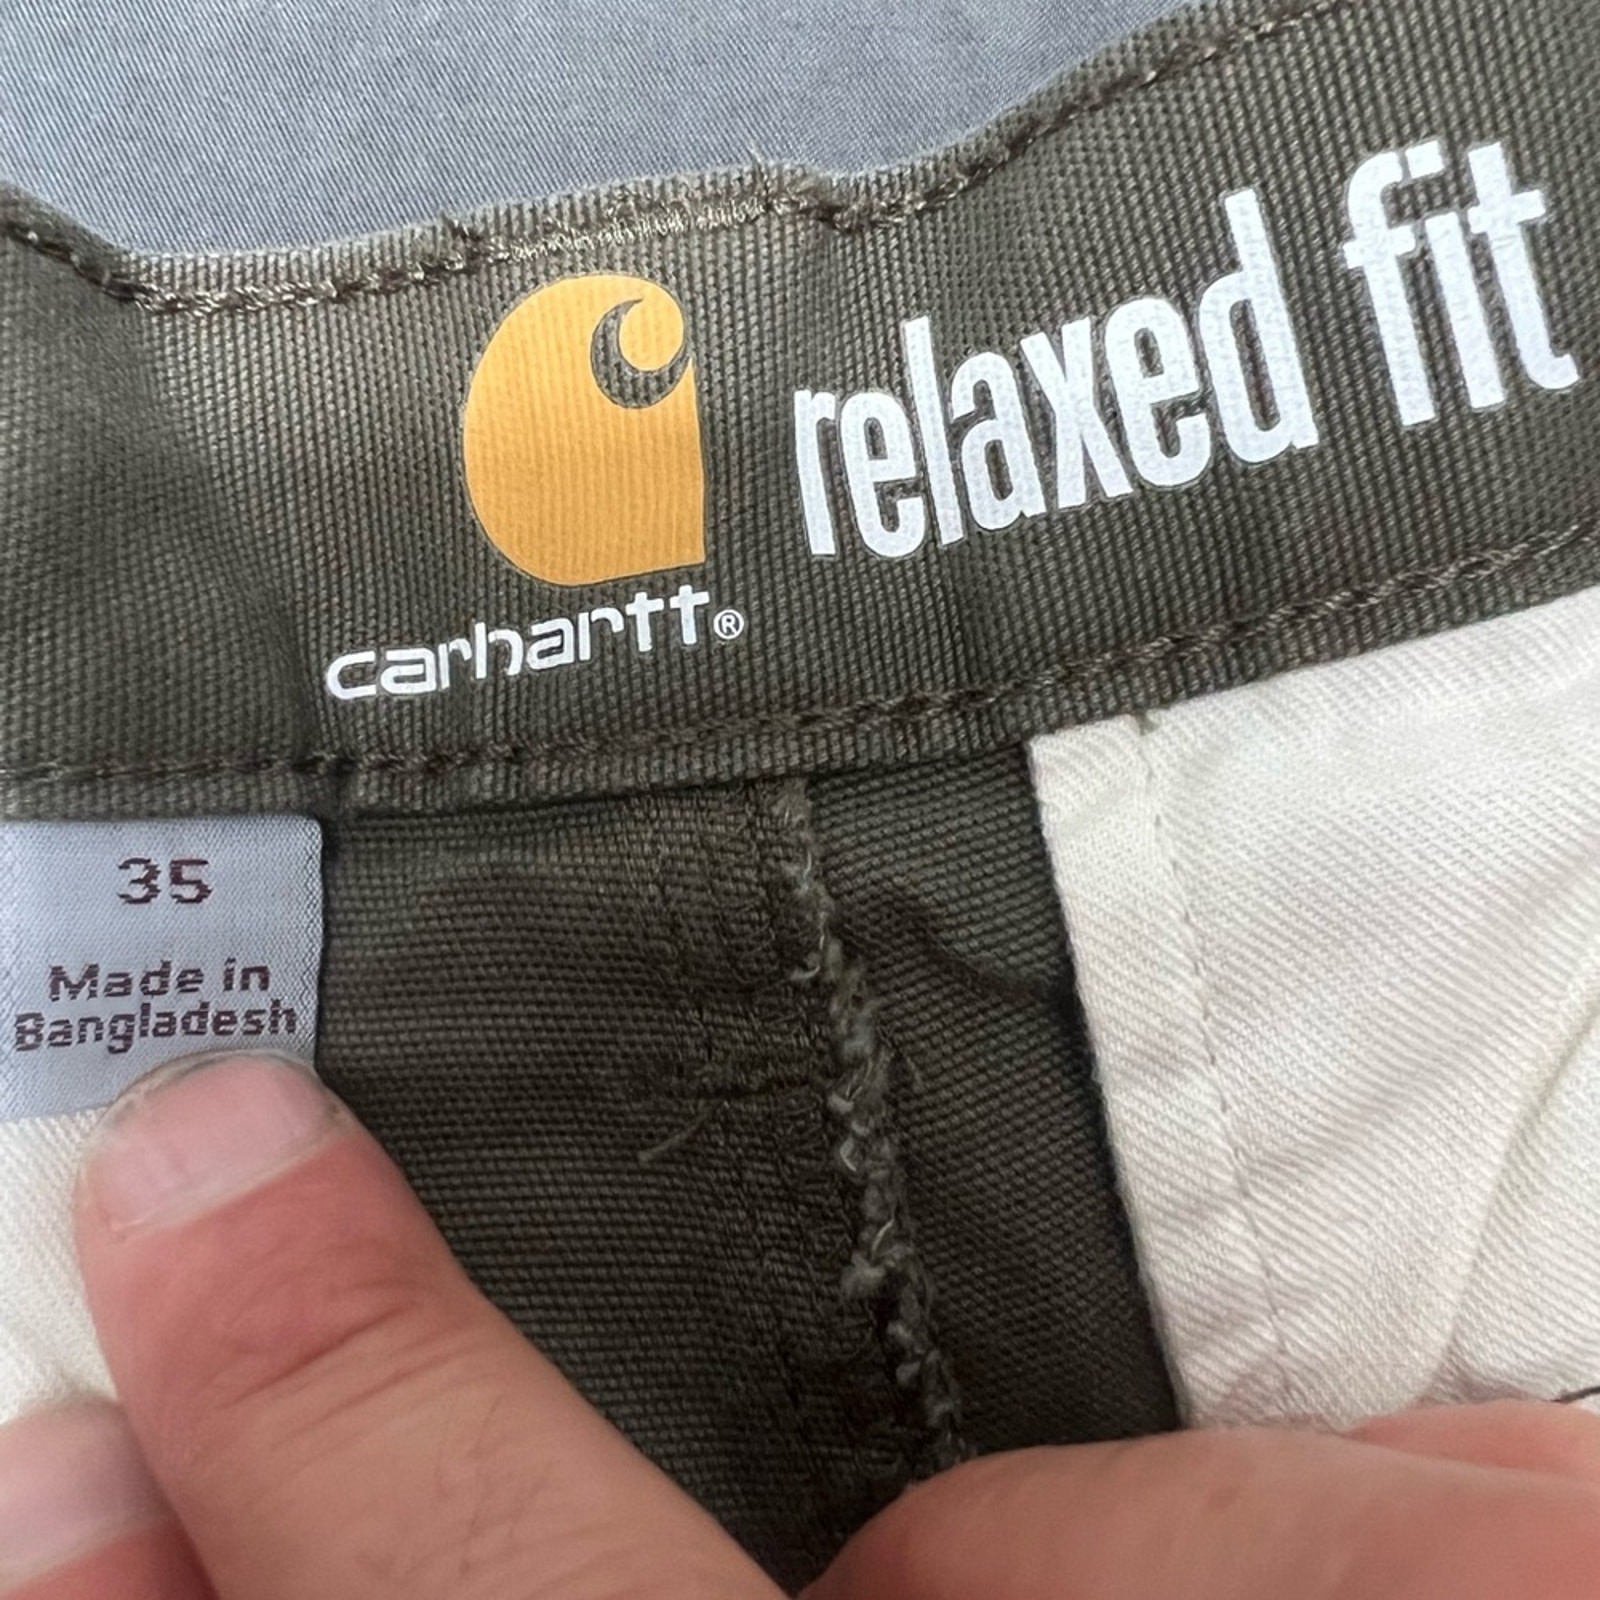 relaxed fit
carhartt®
35
Made in
Bangladesh